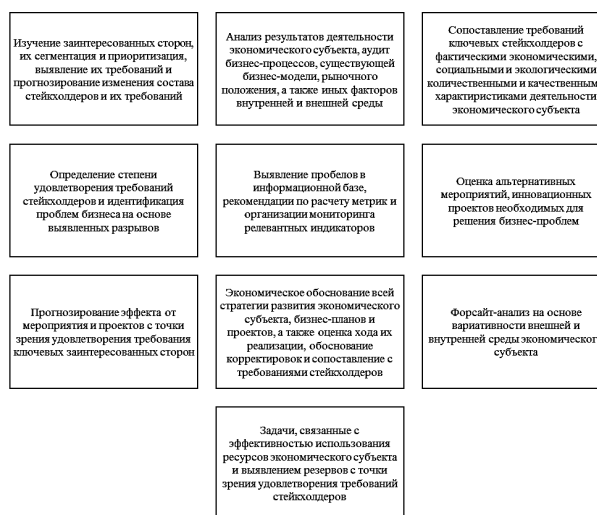 Изучение заинтересованных сторон,
их сегментация и приоритизация,
выявление их требований и
прогнозирование изменения состава
стейкхолдеров и их требований
Анализ результатов деятельности
экономического субъекта, аудит
бизнес-процессов, существующей
бизнес-модели, рыночного
положения, а также иных факторов
внутренней и внешней среды
Сопоставление требований
ключевых стейкхолдеров с
фактическими экономическими,
социальными и экологическими
количественными и качественным
характиристиками деятельности
экономического субъекта
Определение степени
удовлетворения требований
стейкхолдеров и идентификация
проблем бизнеса на основе
выявленных разрывов
Выявление пробелов в
информационной базе,
рекомендации по расчету метрик и
организации мониторинга
релевантных индикаторов
Оценка альтернативных
мероприятий, инновационных
проектов необходимых для
решения бизнес-проблем
Прогнозирование эффекта от
мероприятия и проектов с точки
зрения удовлетворения требования
ключевых заинтересованных сторон
Экономическое обоснование всей
стратегии развития экономического
субъекта, бизнес-планов и
проектов, а также оценка хода их
реализации, обоснование
корректировок и сопоставление с
требованиями стейкхолдеров
Форсайт-анализ на основе
вариативности внешней и
внутренней среды экономического
субъекта
Задачи, связанные с
эффективностью использования
ресурсов экономического субъекта
и выявлением резервов с точки
зрения удовлетворения требований
стейкхолдеров